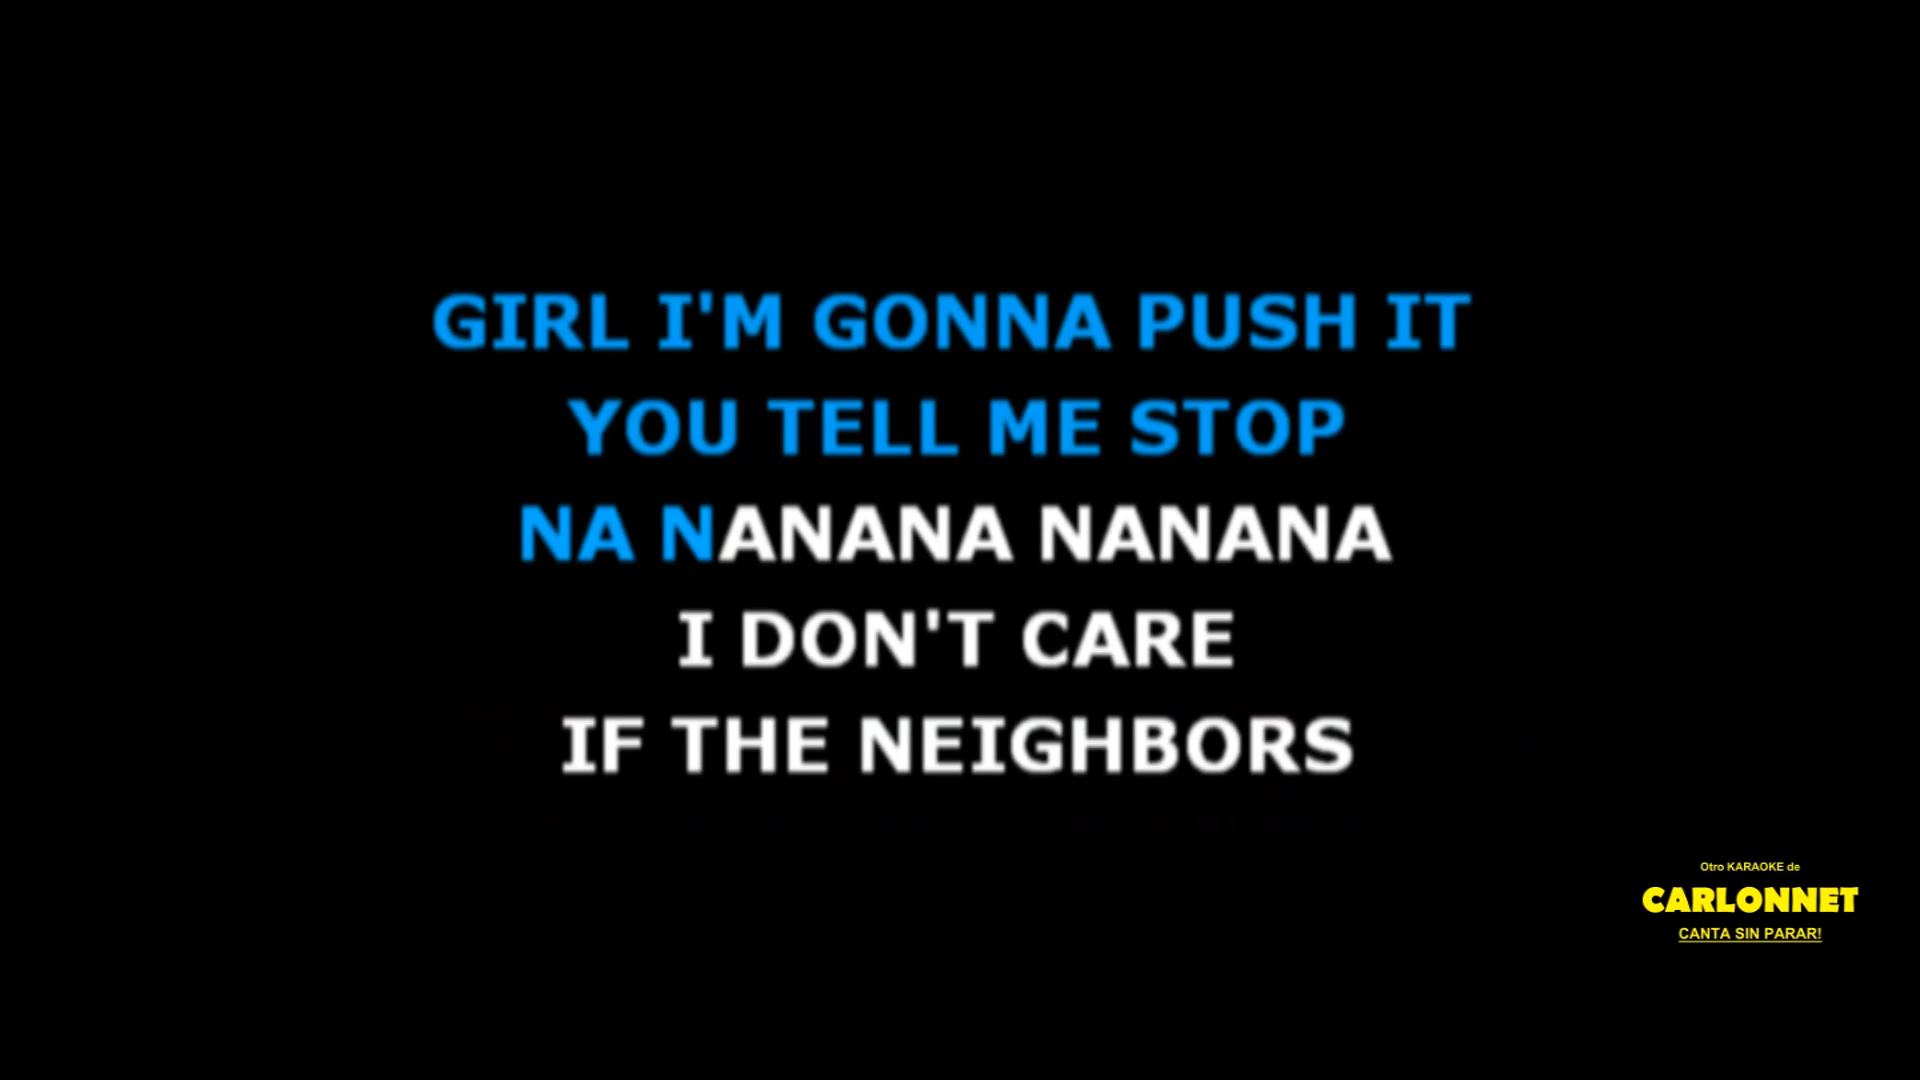 GIRL I'M GONNA PUSH IT
YOU TELL ME STOP
NA NANANA NANANA
I DON'T CARE
IF THE NEIGHBORS
Otro KARAOKE de
CARLONNET
CANTA SIN PARAR!